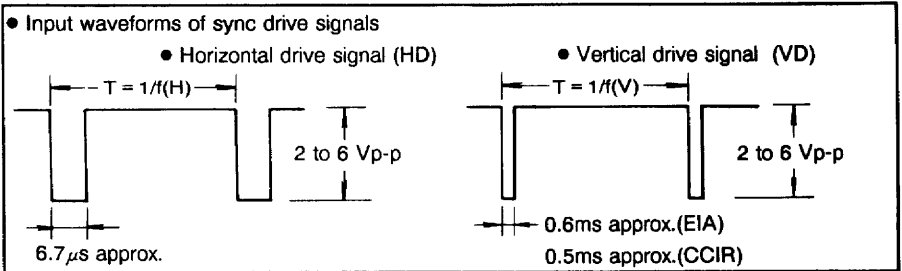 ● Input waveforms of sync drive signals
● Horizontal drive signal (HD)
● Vertical drive signal (VD)
T = 1/f(H)
T = 1/f(V)
2 to 6 Vp-p
2 to 6 Vp-p
6.7μs approx.
0.6ms approx.(EIA)
0.5ms approx.(CCIR)